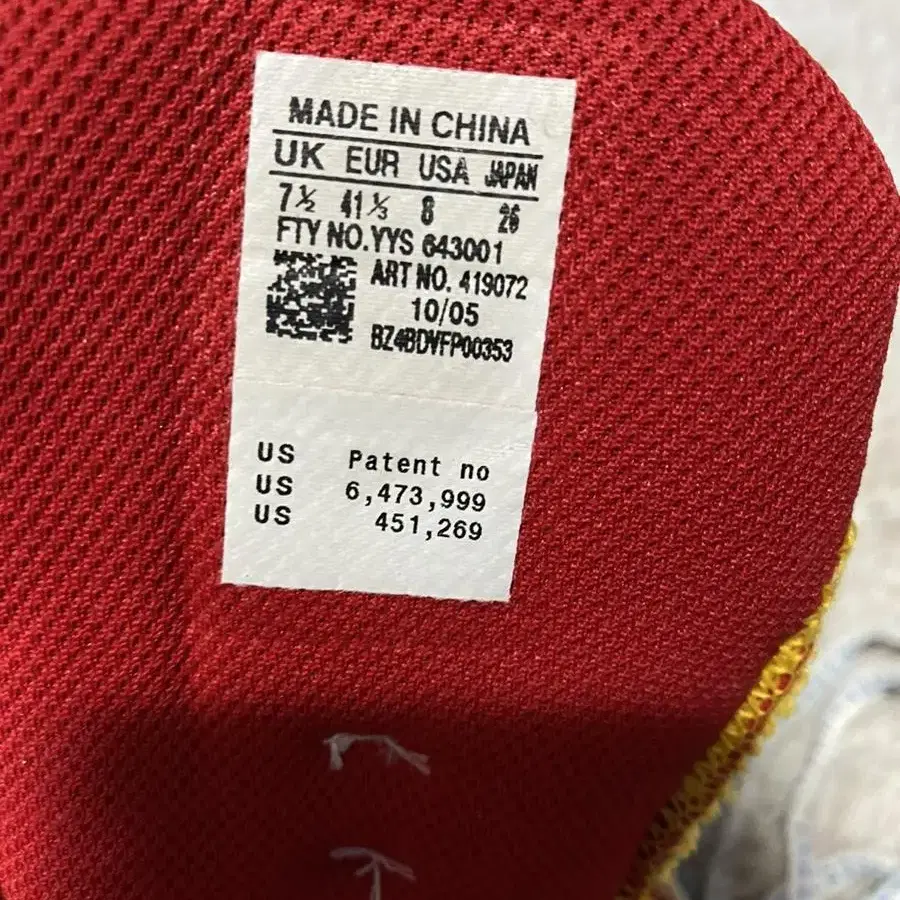 MADE IN CHINA
UK EUR USA JAPAN
7½ 41⅓ 8 26
FTY NO.YYS 643001
ART NO. 419072
10/05
BZ4BDVFP00353
US Patent no
US 6,473,999
US 451,269